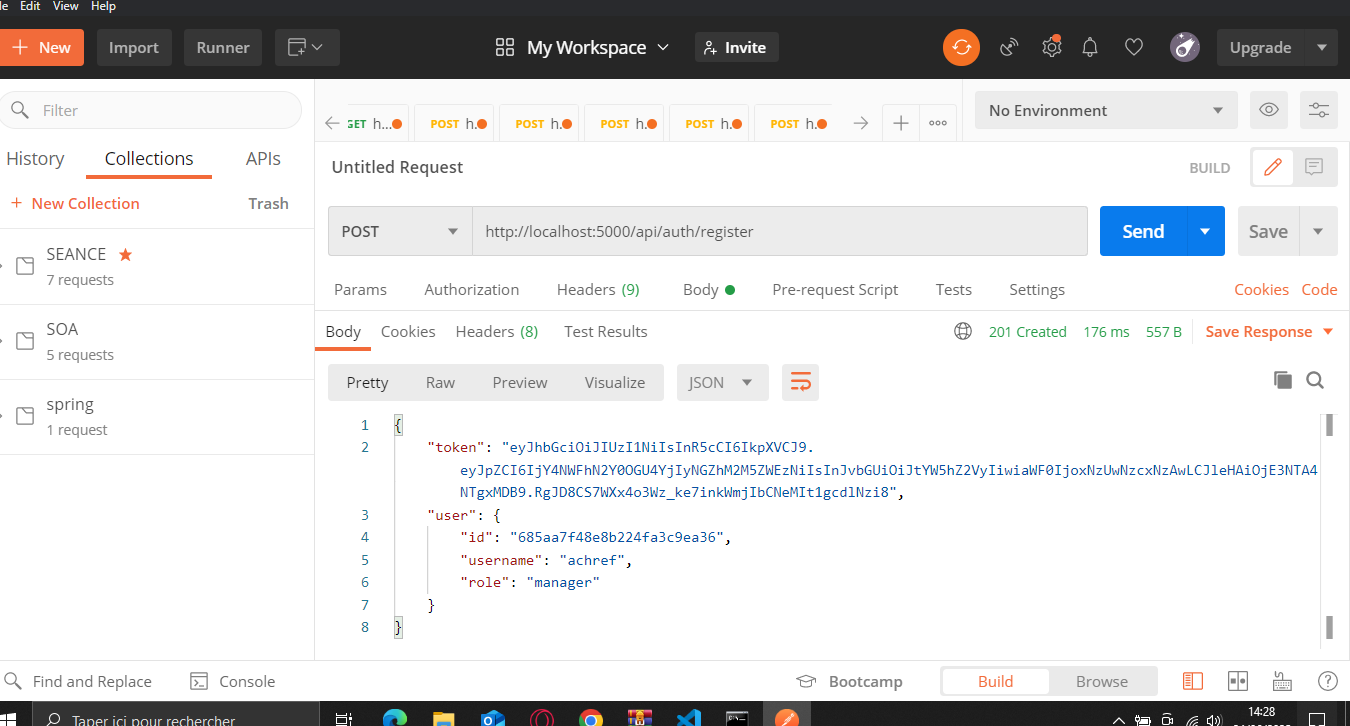 Edit View Help
New Import Runner My Workspace Invite Upgrade
Filter
GET h... POST h. POST h. POST h. POST h. POST h. No Environment
History Collections APIs
Untitled Request BUILD
+ New Collection Trash
POST http://localhost:5000/api/auth/register Send Save
SEANCE
7 requests
Params Authorization Headers (9) Body Pre-request Script Tests Settings Cookies Code
SOA
5 requests
Body Cookies Headers (8) Test Results 201 Created 176 ms 557 B Save Response
Pretty Raw Preview Visualize JSON
spring
1 request
1 {
2 "token": "eyJhbGciOiJIUzI1NiIsInR5cCI6IkpXVCJ9.
eyJpZCI6IjY4NWFhN2Y0OGU4YjIyNGZhM2M5ZWEzNiIsInJvbGUiOiJtYW5hZ2VyIiwiaWF0IjoxNzUwNzcxNzAwLCJleHAiOjE3NTA4
NTgxMDB9.RgJD8CS7WXx4o3Wz_ke7inkWmjIbCNeMIt1gcdlNzi8",
3 "user": {
4 "id": "685aa7f48e8b224fa3c9ea36",
5 "username": "achref",
6 "role": "manager"
7 }
8 }
Find and Replace Console Bootcamp Build Browse
Taper ici pour rechercher 14:28